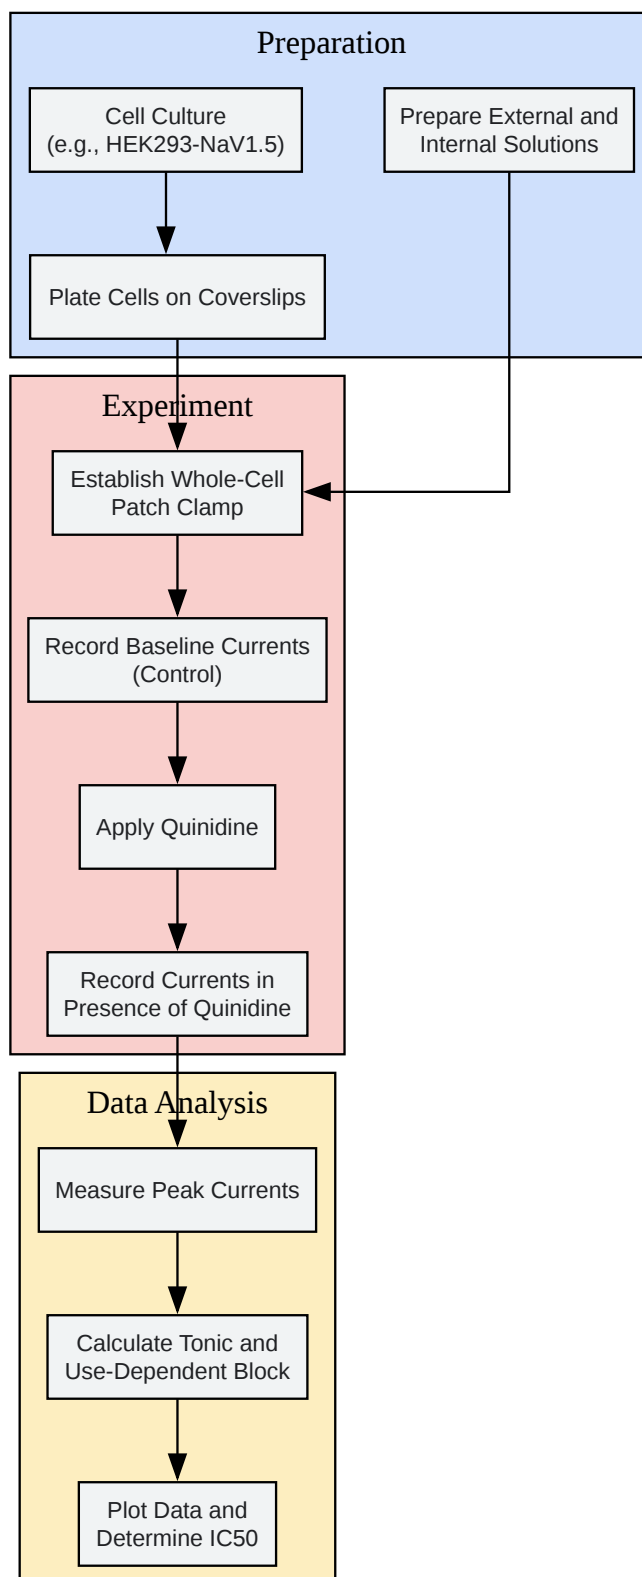 Preparation
Cell Culture
(e.g., HEK293-NaV1.5)
Prepare External and
Internal Solutions
Plate Cells on Coverslips
Experiment
Establish Whole-Cell
Patch Clamp
Record Baseline Currents
(Control)
Apply Quinidine
Record Currents in
Presence of Quinidine
Data Analysis
Measure Peak Currents
Calculate Tonic and
Use-Dependent Block
Plot Data and
Determine IC50